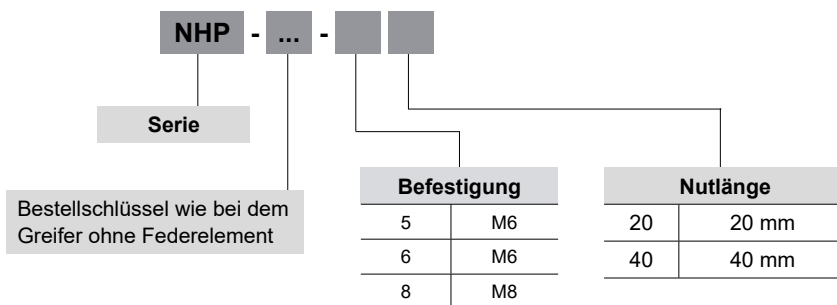 NHP - ... -
Serie
Bestellschlüssel wie bei dem
Greifer ohne Federelement
Befestigung
5 M6
6 M6
8 M8
Nutlänge
20 20 mm
40 40 mm